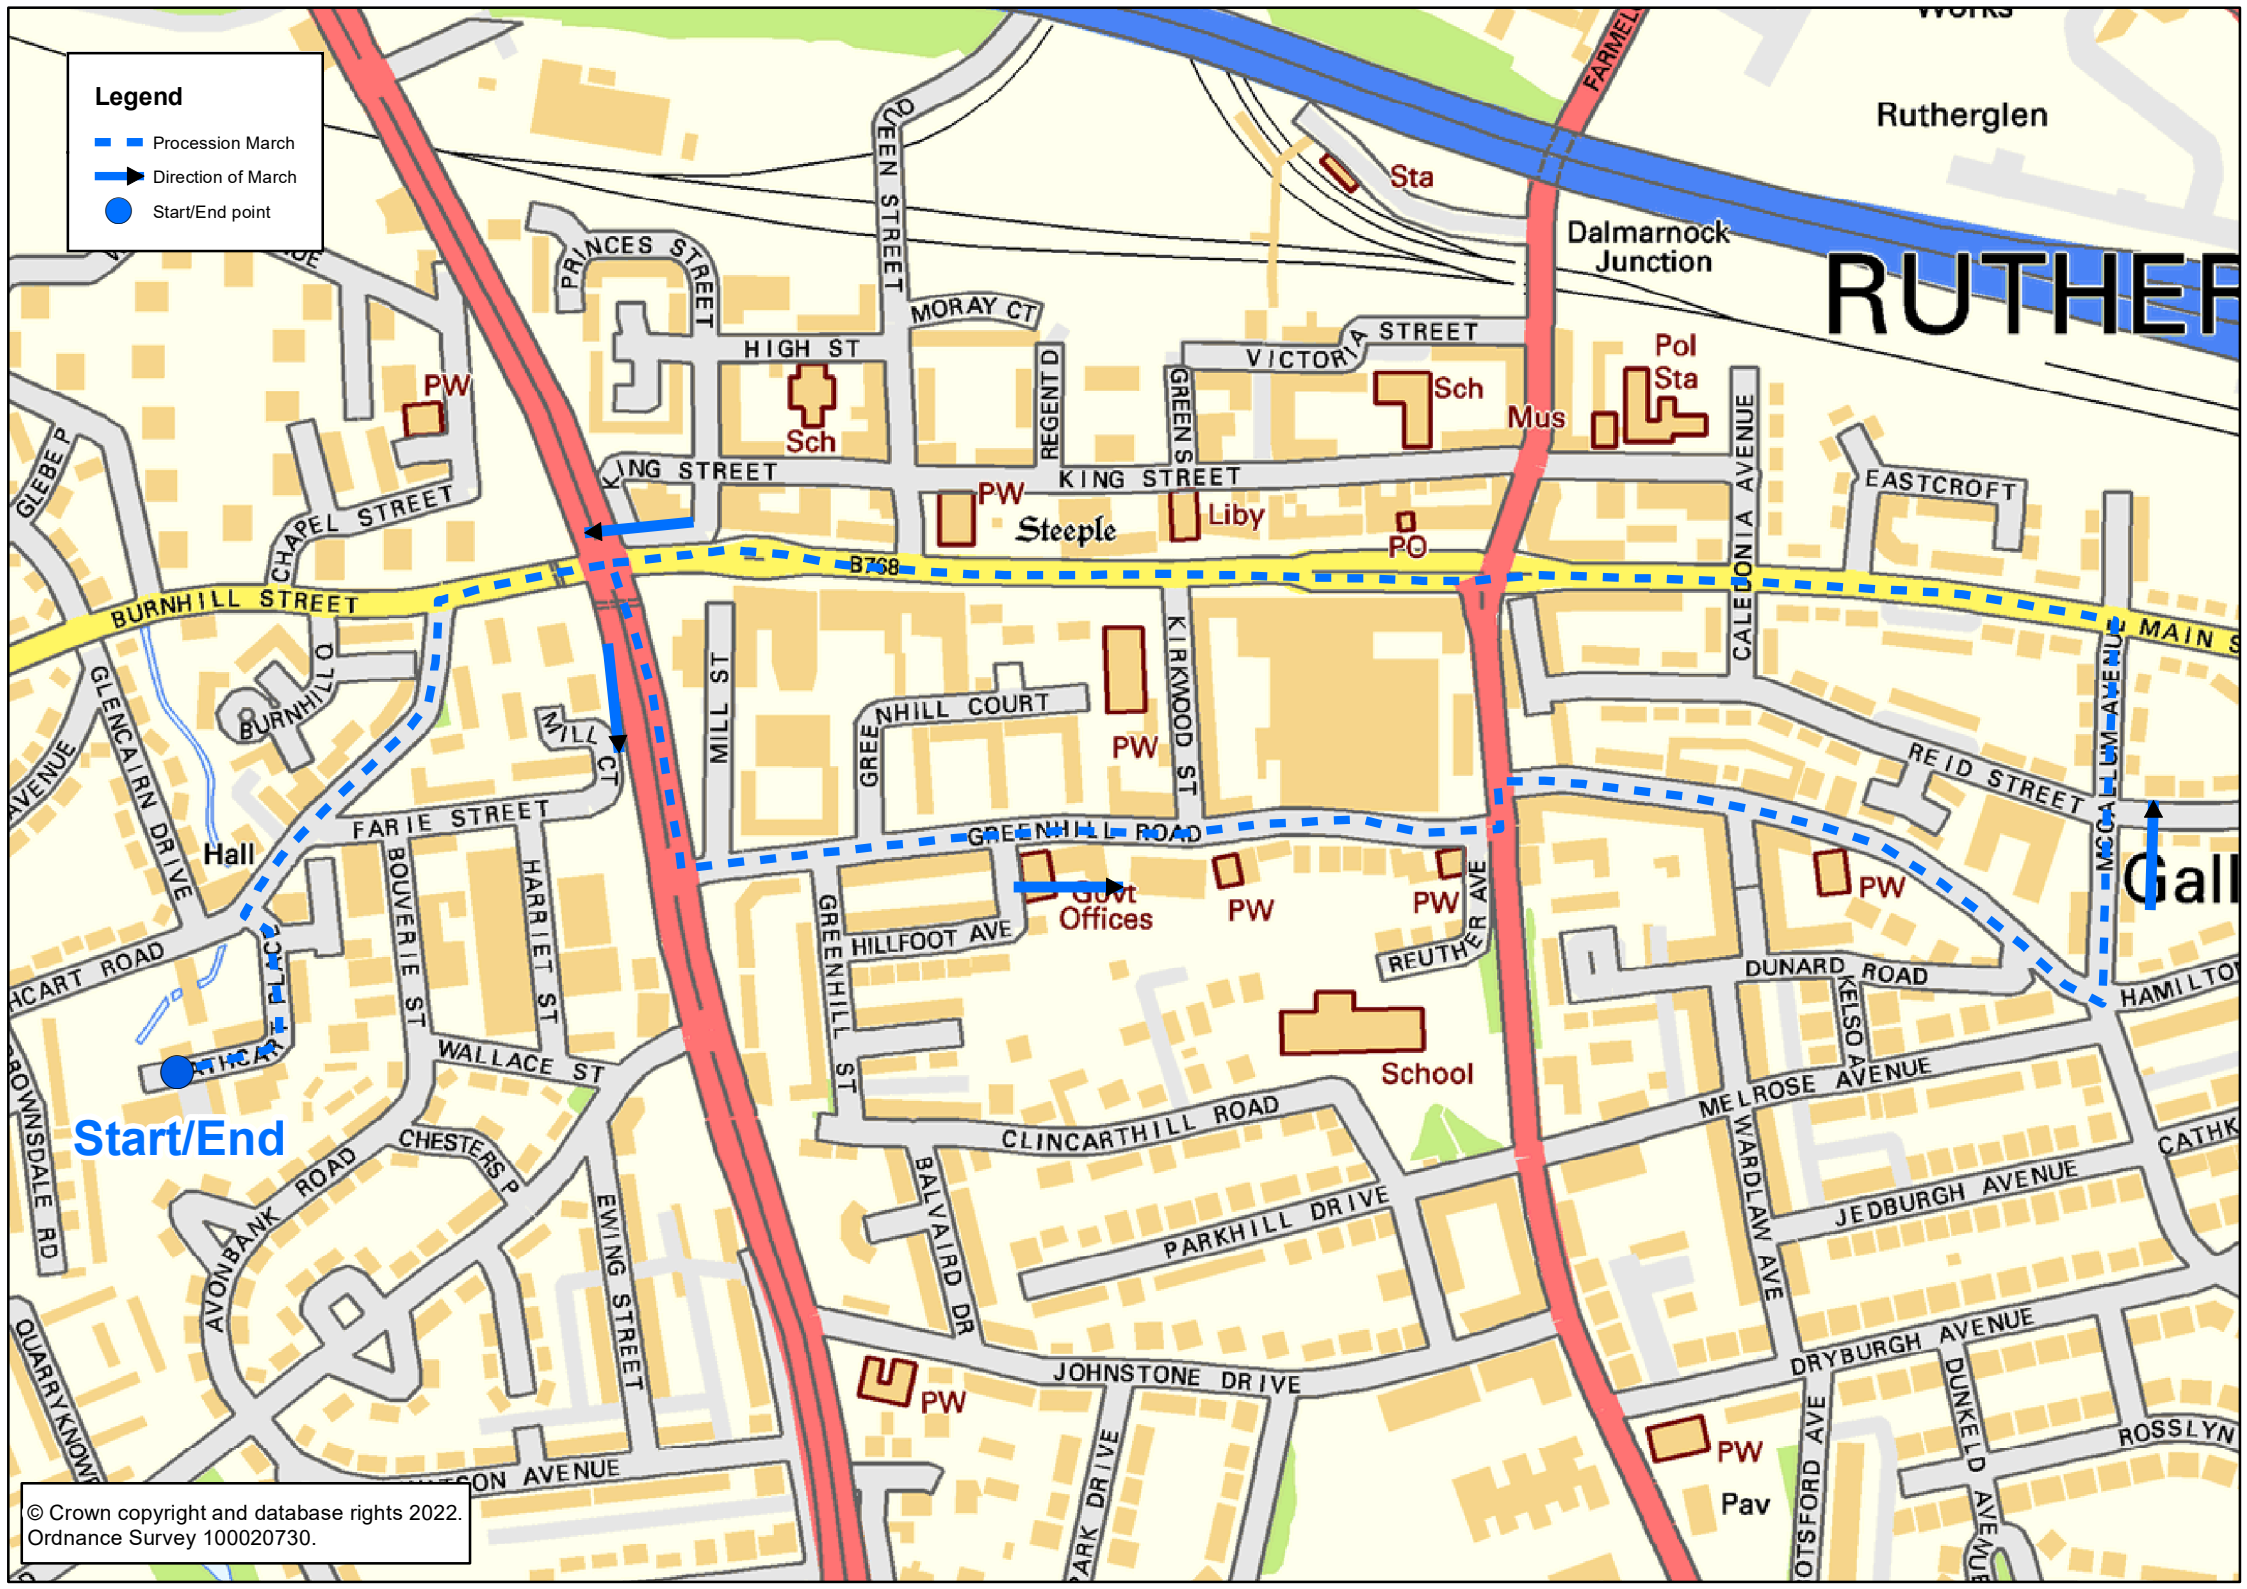 Legend
Procession March
Direction of March
Start/End point
Works
FARMEL
Rutherglen
QUEEN STREET
Sta
Dalmarnock
Junction
RUTHER
PRINCES STREET
MORAY CT
HIGH ST
VICTORIA STREET
Pol
Sta
PW
Sch
Sch
Mus
REGENT D
GREEN S
GLEBE P
CHAPEL STREET
KING STREET
KING STREET
PW
Steeple
Liby
PO
CALEDONIA AVENUE
EASTCROFT
B768
BURNHILL STREET
MAIN S
BURNHILL Q
GLENCAIRN DRIVE
AVENUE
MILL CT
MILL ST
GREENHILL COURT
PW
KIRKWOOD ST
REID STREET
MCCALLUM AVENUE
FARIE STREET
Hall
GREENHILL ROAD
Govt
Offices
PW
PW
PW
Gall
BOUVERIE ST
HARRIET ST
GREENHILL ST
HILLFOOT AVE
REUTHER AVE
HCART ROAD
CATHCART PLACE
DUNARD ROAD
KELSO A
HAMILTO
WALLACE ST
School
BROWNSDALE RD
Start/End
CHESTERS P
CLINCARTHILL ROAD
MELROSE AVENUE
WARDLAW AVE
CATHK
AVONBANK ROAD
EWING STREET
BALVAIRD DR
PARKHILL DRIVE
JEDBURGH AVENUE
QUARRYKNOWE
JOHNSTONE DRIVE
DRYBURGH AVENUE
PW
PARK DRIVE
PW
Pav
OTSFORD AVE
DUNKELD AVENUE
ROSSLYN
WATSON AVENUE
© Crown copyright and database rights 2022.
Ordnance Survey 100020730.